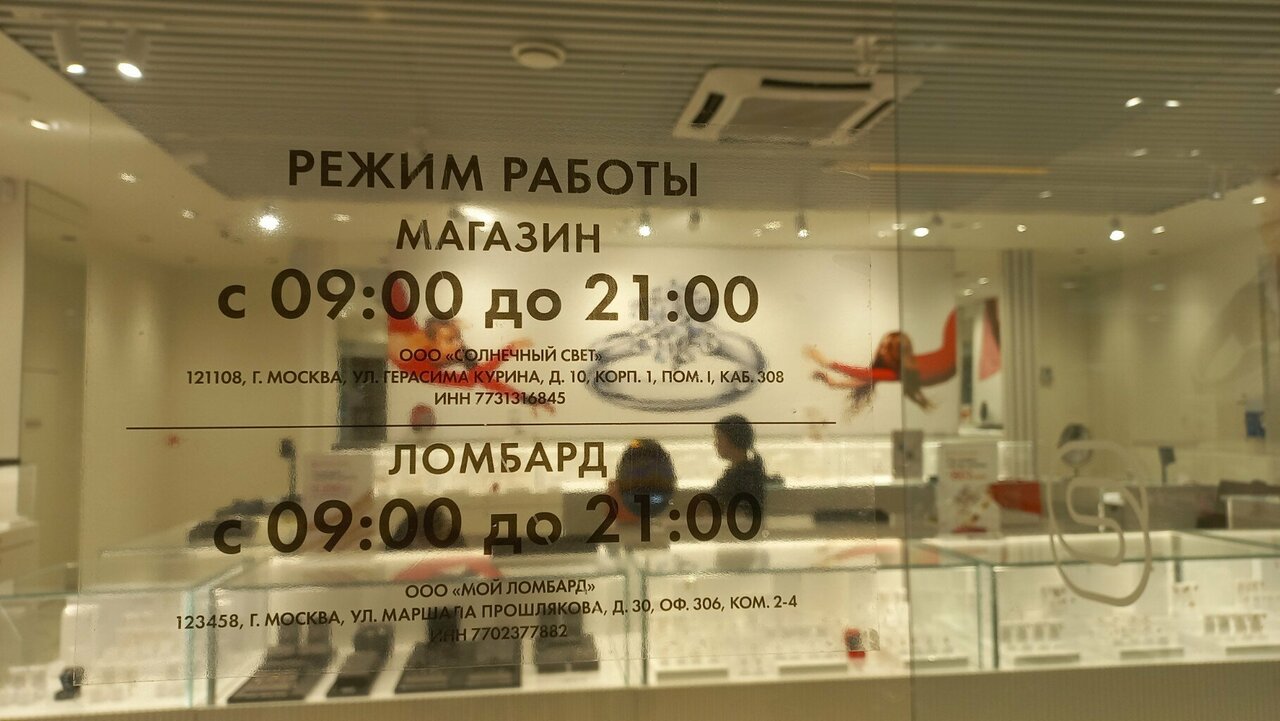 РЕЖИМ РАБОТЫ
МАГАЗИН
с 09:00 до 21:00
ООО «СОЛНЕЧНЫЙ СВЕТ»
121108, Г. МОСКВА, УЛ. ГЕРАСИМА КУРИНА, Д. 10, КОРП. 1, ПОМ. I, КАБ. 308
ИНН 7731316845
ЛОМБАРД
с 09:00 до 21:00
ООО «МОЙ ЛОМБАРД»
123458, Г. МОСКВА, УЛ. МАРШАЛА ПРОШЛЯКОВА, Д. 30, ОФ. 306, КОМ. 2-4
ИНН 7702377882